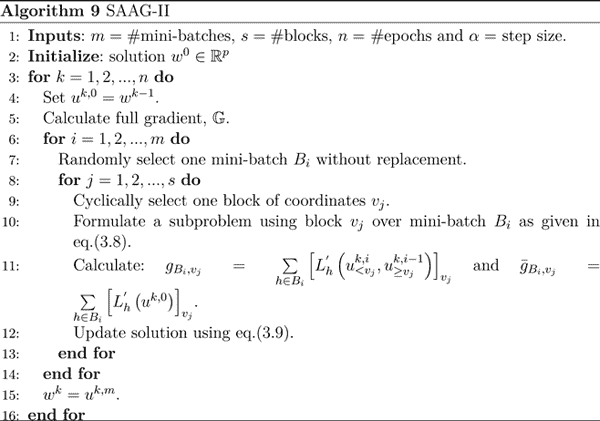 Algorithm 9 SAAG-II
1: Inputs: m = #mini-batches, s = #blocks, n = #epochs and α = step size.
2: Initialize: solution w^0 ∈ ℝ^p
3: for k = 1, 2, ..., n do
4: Set u^{k,0} = w^{k−1}.
5: Calculate full gradient, 𝔾.
6: for i = 1, 2, ..., m do
7: Randomly select one mini-batch B_i without replacement.
8: for j = 1, 2, ..., s do
9: Cyclically select one block of coordinates v_j.
10: Formulate a subproblem using block v_j over mini-batch B_i as given in
eq.(3.8).
11: Calculate: g_{B_i,v_j} = ∑_{h∈B_i} [L'_h (u^{k,i}_{<v_j}, u^{k,i−1}_{≥v_j})]_{v_j} and ḡ_{B_i,v_j} =
∑_{h∈B_i} [L'_h (u^{k,0})]_{v_j}.
12: Update solution using eq.(3.9).
13: end for
14: end for
15: w^k = u^{k,m}.
16: end for